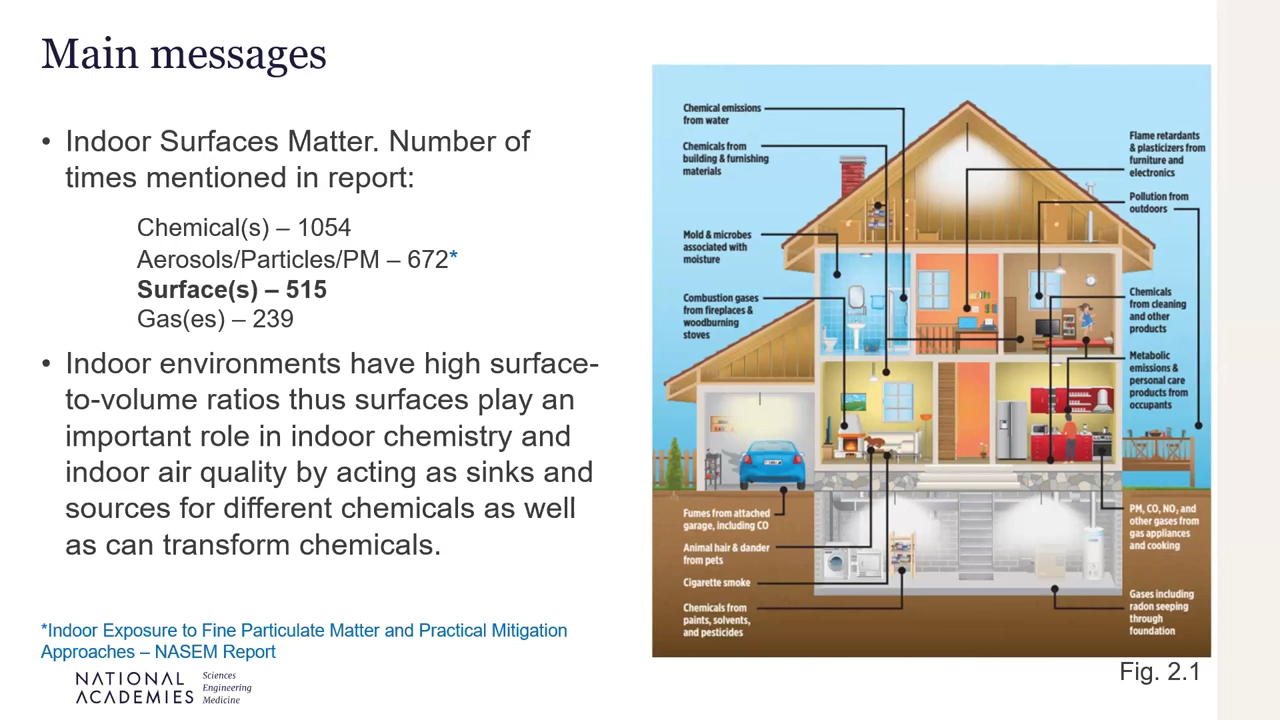 Main messages
• Indoor Surfaces Matter. Number of
times mentioned in report:
Chemical(s) – 1054
Aerosols/Particles/PM – 672*
Surface(s) – 515
Gas(es) – 239
• Indoor environments have high surface-
to-volume ratios thus surfaces play an
important role in indoor chemistry and
indoor air quality by acting as sinks and
sources for different chemicals as well
as can transform chemicals.
*Indoor Exposure to Fine Particulate Matter and Practical Mitigation
Approaches – NASEM Report
NATIONAL
ACADEMIES
Sciences
Engineering
Medicine
Chemical emissions
from water
Chemicals from
building & furnishing
materials
Mold & microbes
associated with
moisture
Combustion gases
from fireplaces &
woodburning
stoves
Fumes from attached
garage, including CO
Animal hair & dander
from pets
Cigarette smoke
Chemicals from
paints, solvents,
and pesticides
Flame retardants
& plasticizers from
furniture and
electronics
Pollution from
outdoors
Chemicals
from cleaning
and other
products
Metabolic
emissions &
personal care
products from
occupants
PM, CO, NO, and
other gases from
gas appliances
and cooking
Gases including
radon seeping
through
foundation
Fig. 2.1